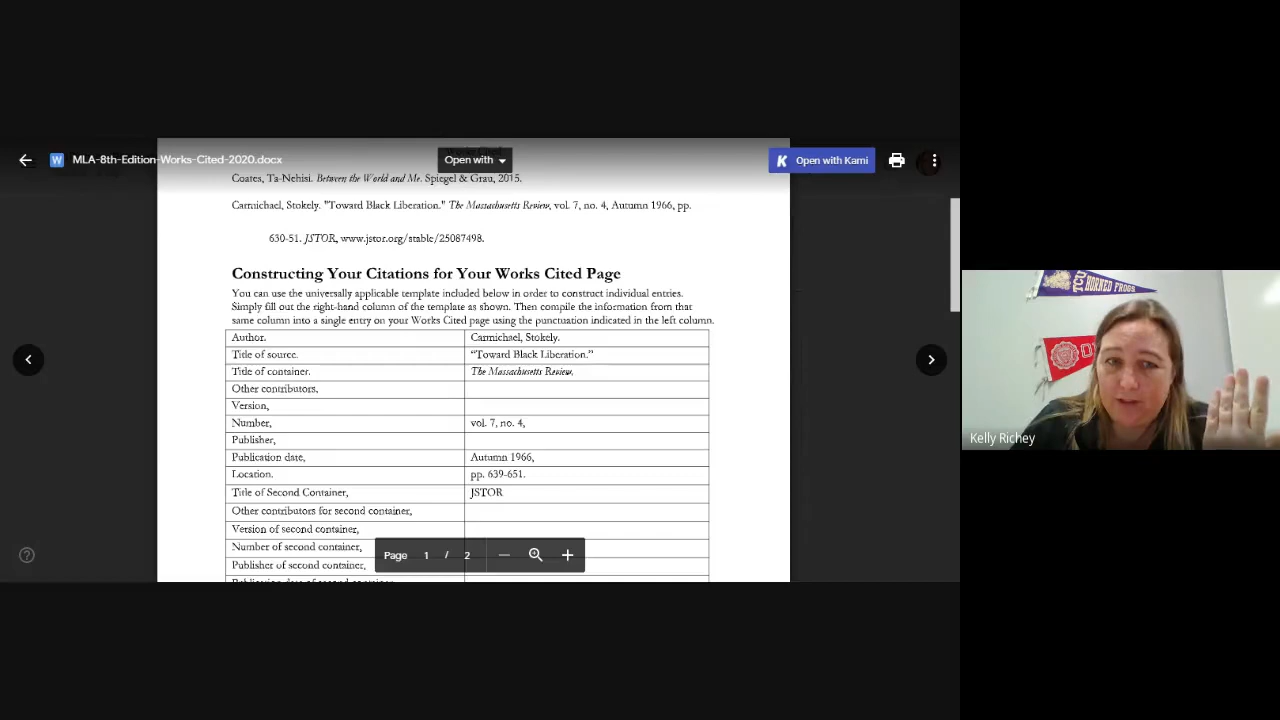 MLA-8th-Edition-Works-Cited-2020.docx
Open with
K Open with Kami
Coates, Ta-Nehisi. Between the World and Me. Spiegel & Grau, 2015.
Carmichael, Stokely. "Toward Black Liberation." The Massachusetts Review, vol. 7, no. 4, Autumn 1966, pp.
630-51. JSTOR, www.jstor.org/stable/25087498.
Constructing Your Citations for Your Works Cited Page
You can use the universally applicable template included below in order to construct individual entries.
Simply fill out the right-hand column of the template as shown. Then compile the information from that
same column into a single entry on your Works Cited page using the punctuation indicated in the left column.
Author. Carmichael, Stokely.
Title of source. “Toward Black Liberation.”
Title of container. The Massachusetts Review,
Other contributors,
Version,
Number, vol. 7, no. 4,
Publisher,
Publication date, Autumn 1966,
Location. pp. 639-651.
Title of Second Container, JSTOR
Other contributors for second container,
Version of second container,
Number of second container,
Publisher of second container,
Page 1 / 2
TCU HORNED FROGS
Kelly Richey